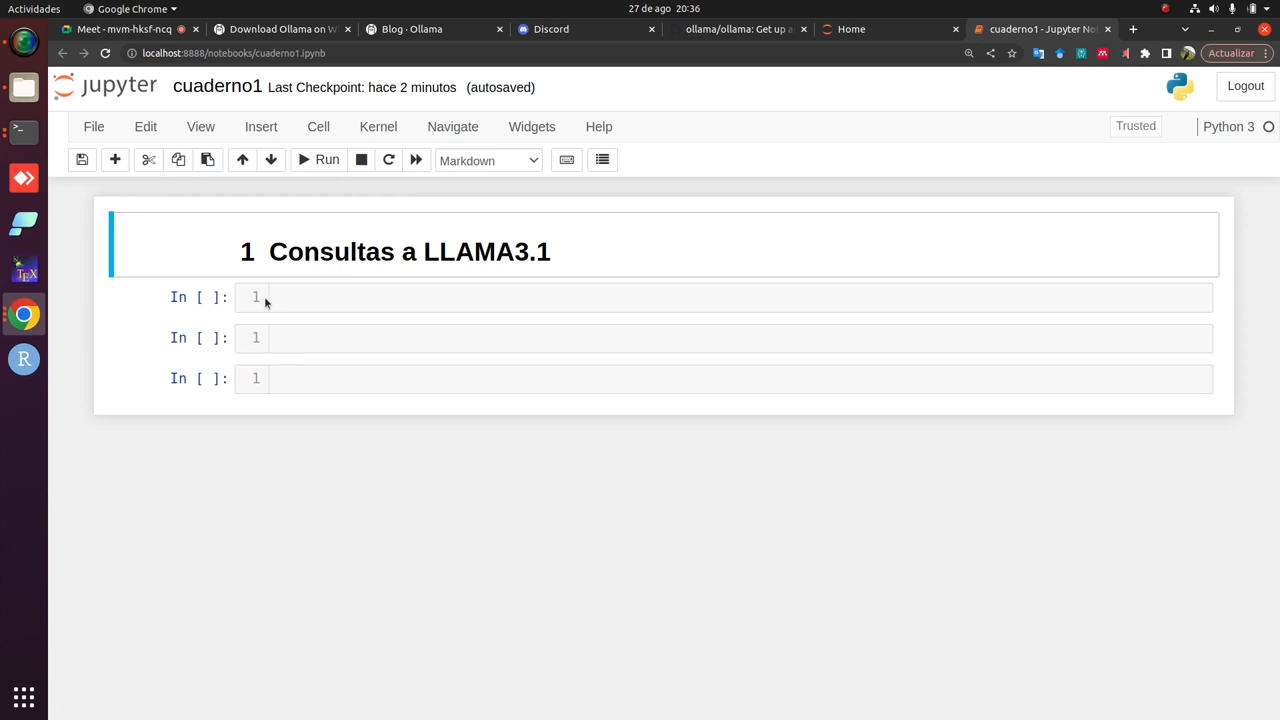 Actividades Google Chrome 27 de ago 20:36
Meet - mvm-hksf-ncq Download Ollama on W Blog - Ollama Discord ollama/ollama: Get up a Home cuaderno1 - Jupyter No
localhost:8888/notebooks/cuaderno1.ipynb Actualizar
jupyter cuaderno1 Last Checkpoint: hace 2 minutos (autosaved) Logout
File Edit View Insert Cell Kernel Navigate Widgets Help Trusted Python 3
Run Markdown
1 Consultas a LLAMA3.1
In [ ]: 1
In [ ]: 1
In [ ]: 1
TEX
R